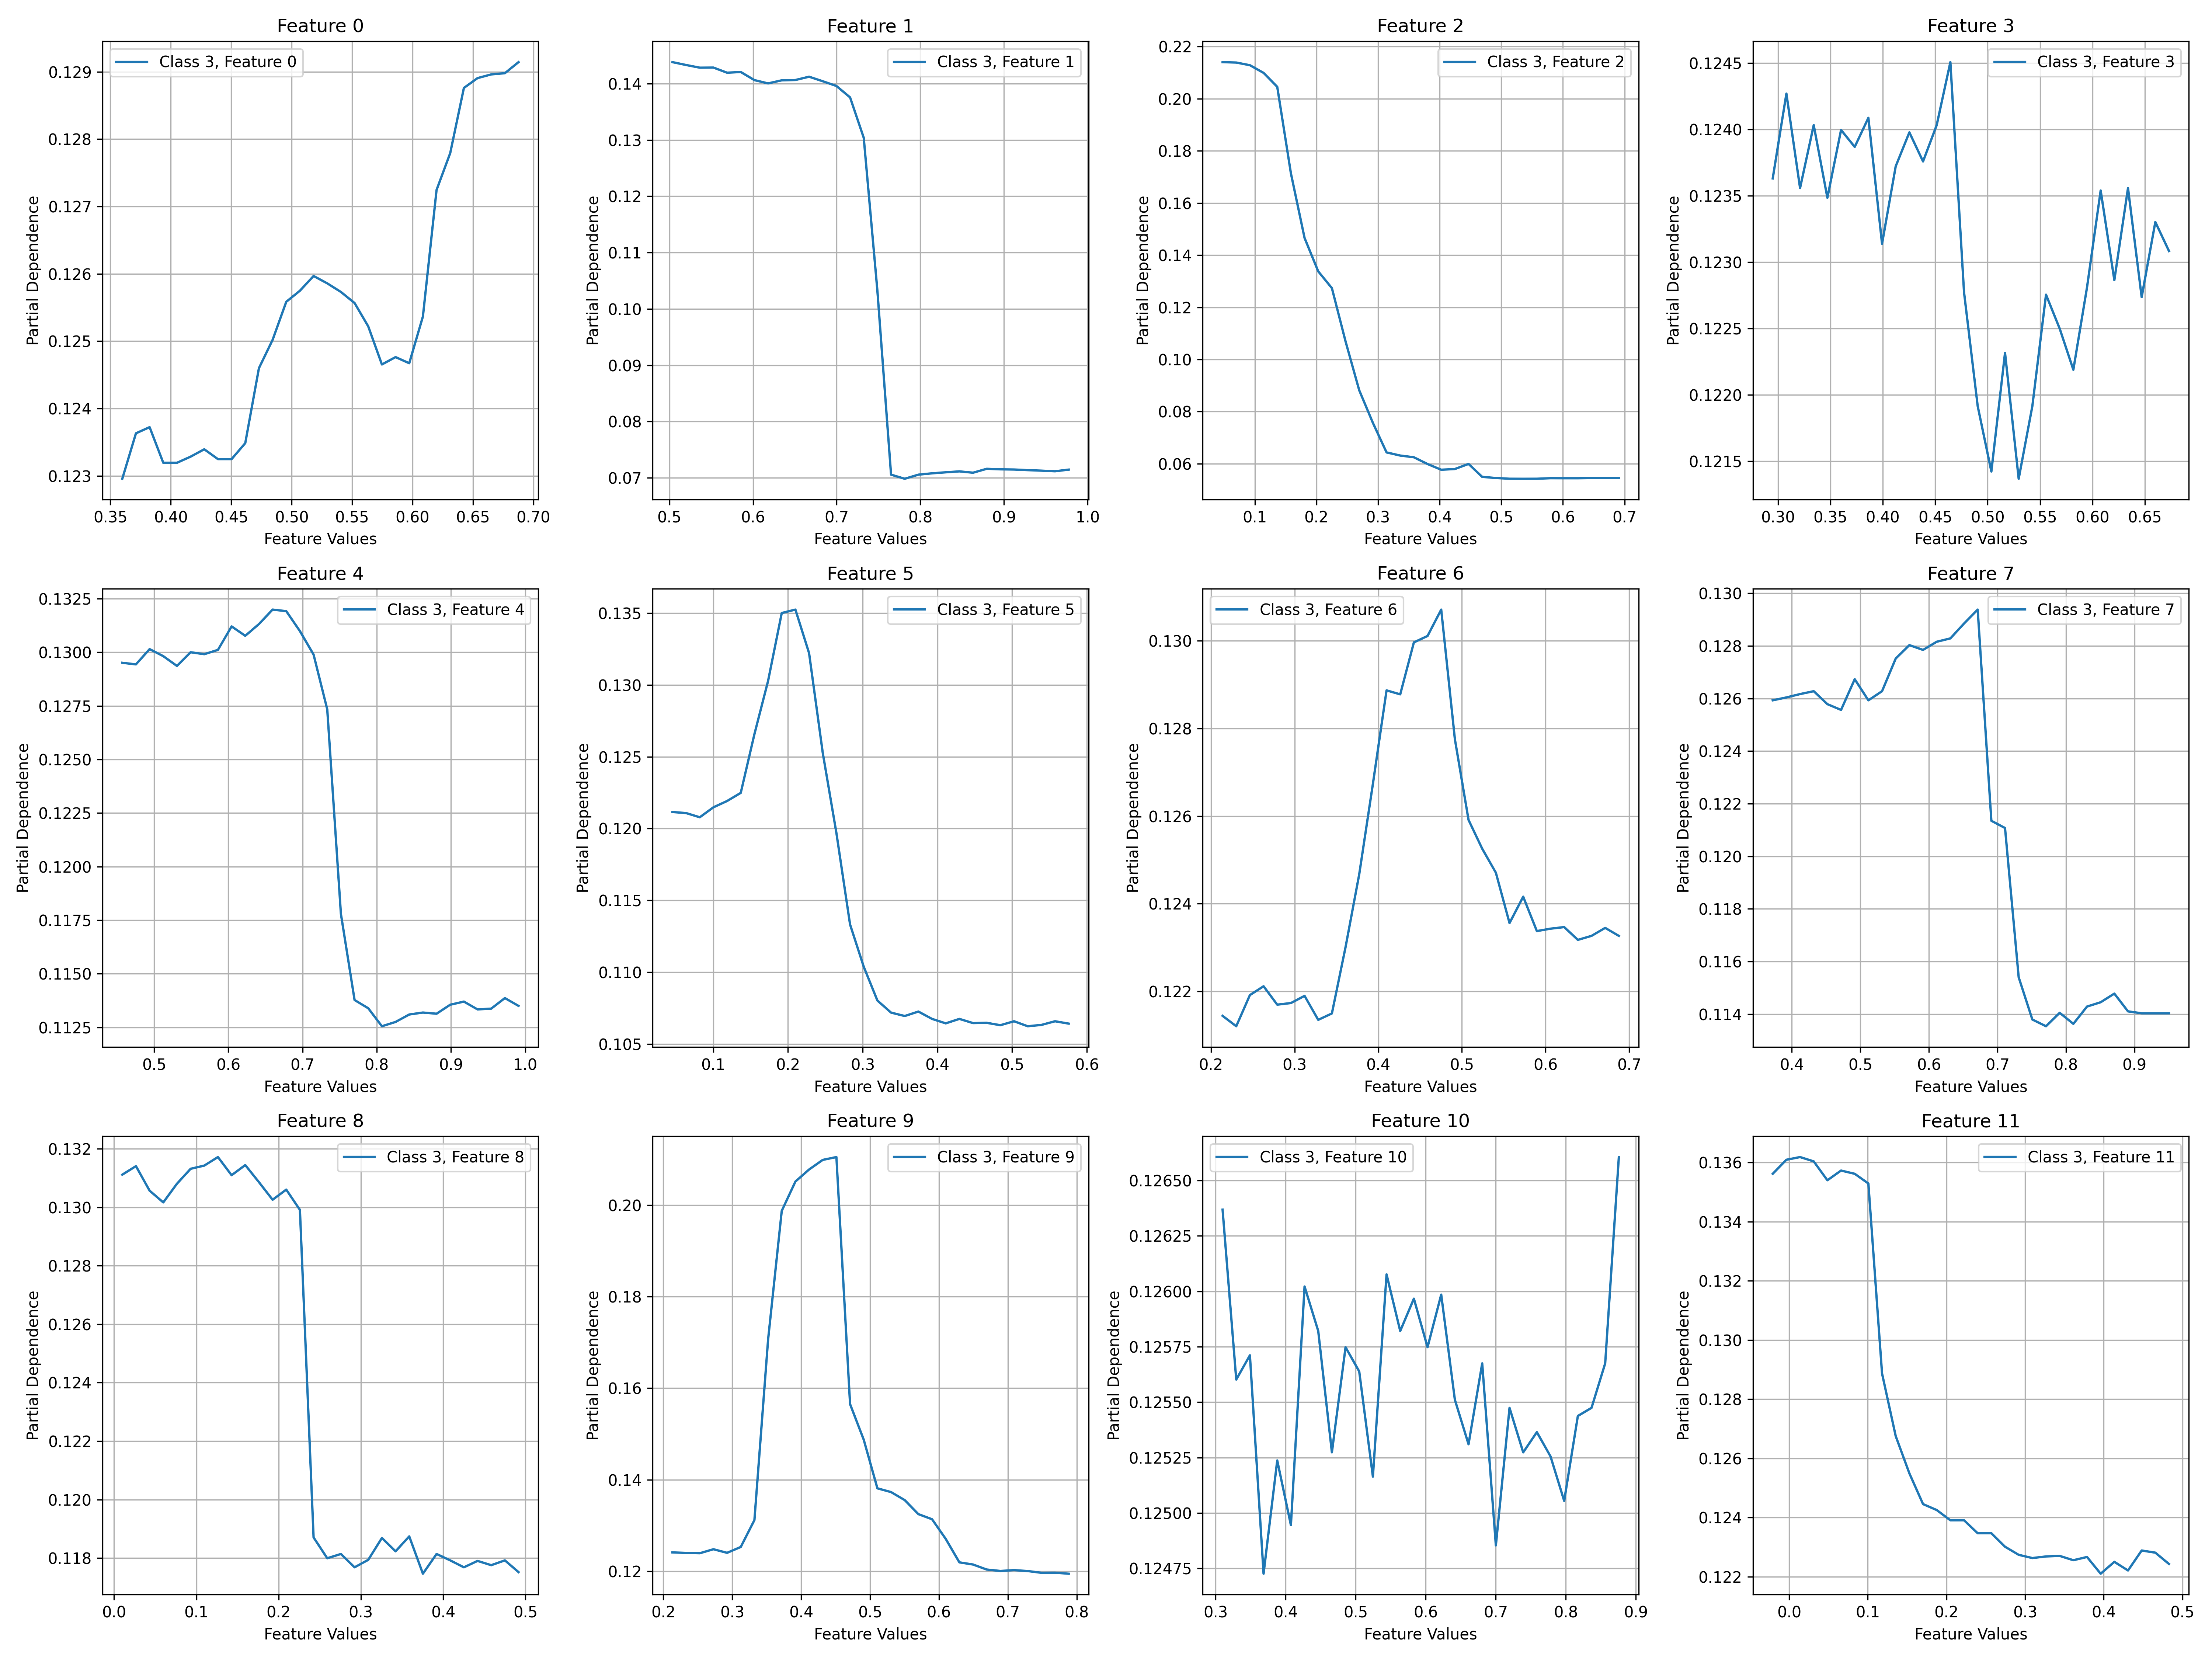 Feature 0
Class 3, Feature 0
Partial Dependence
0.129
0.128
0.127
0.126
0.125
0.124
0.123
0.35 0.40 0.45 0.50 0.55 0.60 0.65 0.70
Feature Values
Feature 1
Class 3, Feature 1
Partial Dependence
0.14
0.13
0.12
0.11
0.10
0.09
0.08
0.07
0.5 0.6 0.7 0.8 0.9 1.0
Feature Values
Feature 2
Class 3, Feature 2
Partial Dependence
0.22
0.20
0.18
0.16
0.14
0.12
0.10
0.08
0.06
0.1 0.2 0.3 0.4 0.5 0.6 0.7
Feature Values
Feature 3
Class 3, Feature 3
Partial Dependence
0.1245
0.1240
0.1235
0.1230
0.1225
0.1220
0.1215
0.30 0.35 0.40 0.45 0.50 0.55 0.60 0.65
Feature Values
Feature 4
Class 3, Feature 4
Partial Dependence
0.1325
0.1300
0.1275
0.1250
0.1225
0.1200
0.1175
0.1150
0.1125
0.5 0.6 0.7 0.8 0.9 1.0
Feature Values
Feature 5
Class 3, Feature 5
Partial Dependence
0.135
0.130
0.125
0.120
0.115
0.110
0.105
0.1 0.2 0.3 0.4 0.5 0.6
Feature Values
Feature 6
Class 3, Feature 6
Partial Dependence
0.130
0.128
0.126
0.124
0.122
0.2 0.3 0.4 0.5 0.6 0.7
Feature Values
Feature 7
Class 3, Feature 7
Partial Dependence
0.130
0.128
0.126
0.124
0.122
0.120
0.118
0.116
0.114
0.4 0.5 0.6 0.7 0.8 0.9
Feature Values
Feature 8
Class 3, Feature 8
Partial Dependence
0.132
0.130
0.128
0.126
0.124
0.122
0.120
0.118
0.0 0.1 0.2 0.3 0.4 0.5
Feature Values
Feature 9
Class 3, Feature 9
Partial Dependence
0.20
0.18
0.16
0.14
0.12
0.2 0.3 0.4 0.5 0.6 0.7 0.8
Feature Values
Feature 10
Class 3, Feature 10
Partial Dependence
0.12650
0.12625
0.12600
0.12575
0.12550
0.12525
0.12500
0.12475
0.3 0.4 0.5 0.6 0.7 0.8 0.9
Feature Values
Feature 11
Class 3, Feature 11
Partial Dependence
0.136
0.134
0.132
0.130
0.128
0.126
0.124
0.122
0.0 0.1 0.2 0.3 0.4 0.5
Feature Values